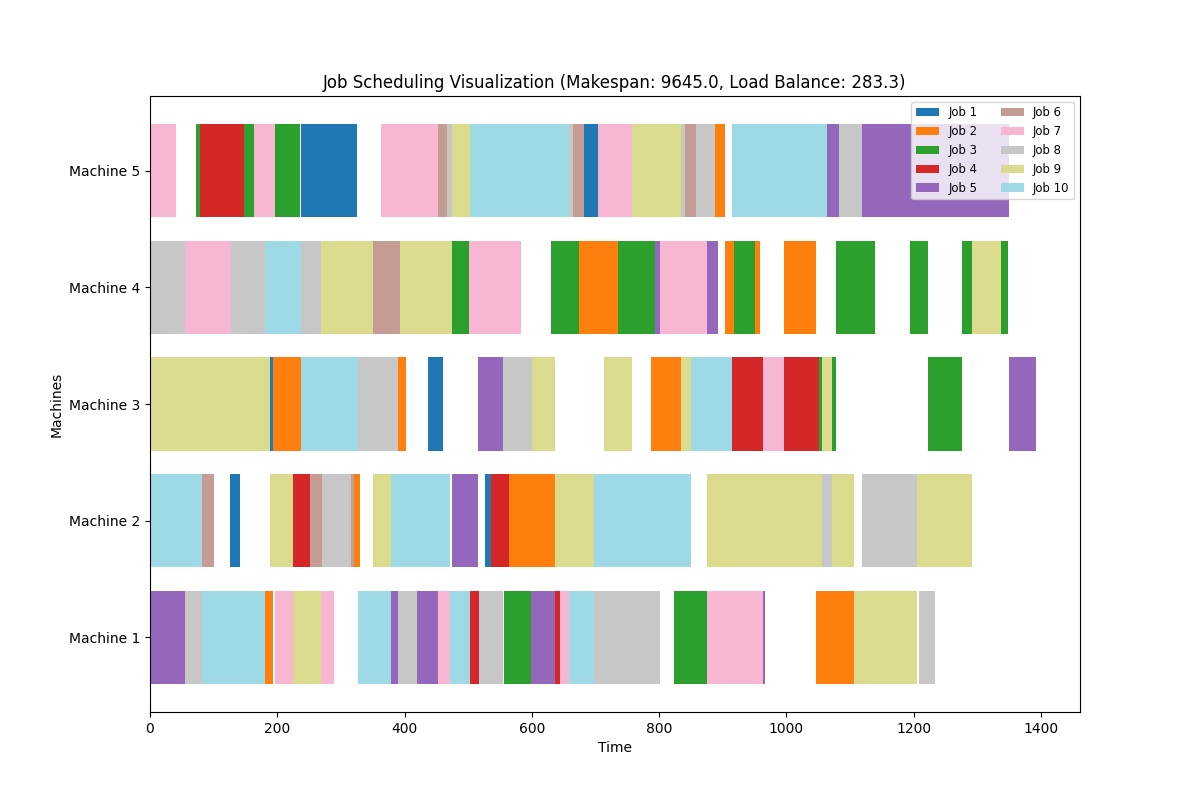 Job Scheduling Visualization (Makespan: 9645.0, Load Balance: 283.3)
Job 1
Job 2
Job 3
Job 4
Job 5
Job 6
Job 7
Job 8
Job 9
Job 10
Machine 5
Machine 4
Machine 3
Machine 2
Machine 1
Machines
0 200 400 600 800 1000 1200 1400
Time